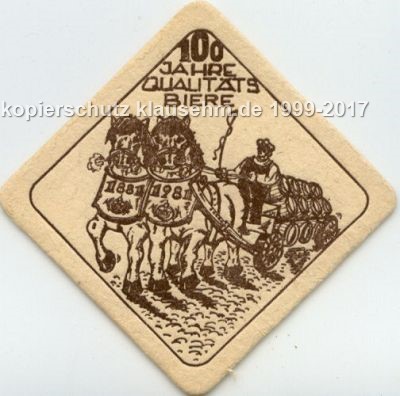 100
JAHRE
QUALITÄTS
BIERE
kopierschutz klausehm.de 1999-2017
1881 1981